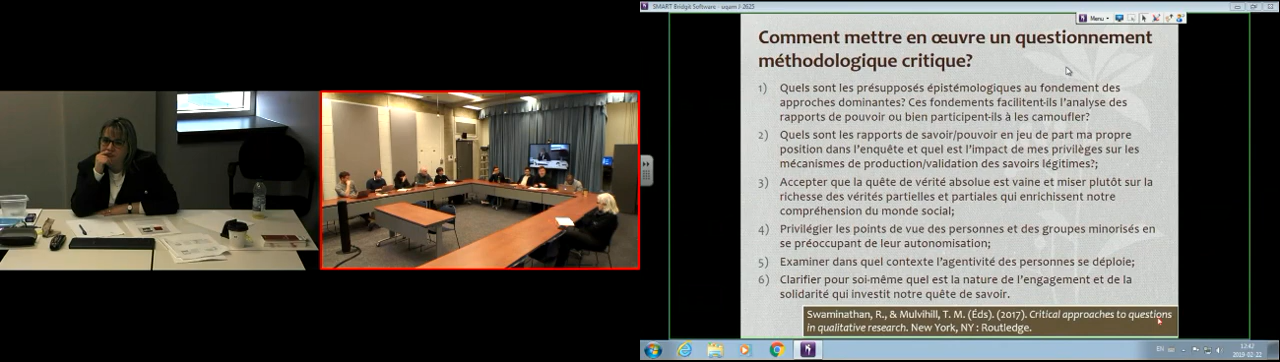 SMART Bridgit Software - uqam J-2625
Menu
Comment mettre en œuvre un questionnement
méthodologique critique?
1) Quels sont les présupposés épistémologiques au fondement des
approches dominantes? Ces fondements facilitent-ils l'analyse des
rapports de pouvoir ou bien participent-ils à les camoufler?
2) Quels sont les rapports de savoir/pouvoir en jeu de part ma propre
position dans l'enquête et quel est l'impact de mes privilèges sur les
mécanismes de production/validation des savoirs légitimes?;
3) Accepter que la quête de vérité absolue est vaine et miser plutôt sur la
richesse des vérités partielles et partiales qui enrichissent notre
compréhension du monde social;
4) Privilégier les points de vue des personnes et des groupes minorisés en
se préoccupant de leur autonomisation;
5) Examiner dans quel contexte l'agentivité des personnes se déploie;
6) Clarifier pour soi-même quel est la nature de l'engagement et de la
solidarité qui investit notre quête de savoir.
Swaminathan, R., & Mulvihill, T. M. (Éds). (2017). Critical approaches to questions
in qualitative research. New York, NY : Routledge.
EN
12:42
2019-02-22